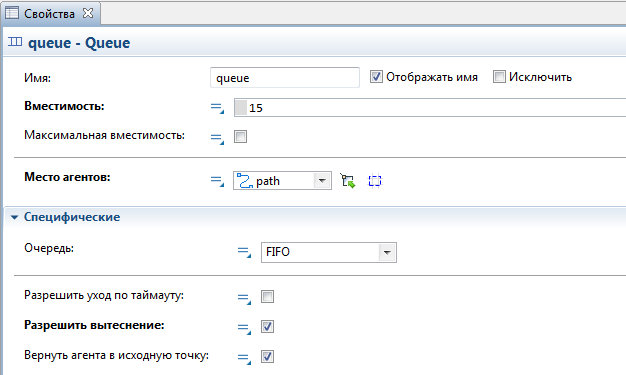 Свойства
queue - Queue
Имя: queue Отображать имя Исключить
Вместимость: 15
Максимальная вместимость:
Место агентов: path
Специфические
Очередь: FIFO
Разрешить уход по таймауту:
Разрешить вытеснение:
Вернуть агента в исходную точку: